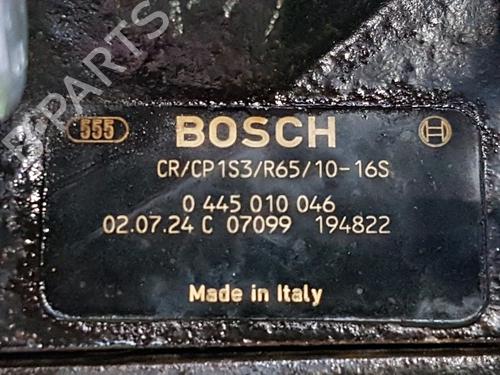 555 BOSCH
CR/CP1S3/R65/10-16S
0 445 010 046
02.07.24 C 07099 194822
Made in Italy